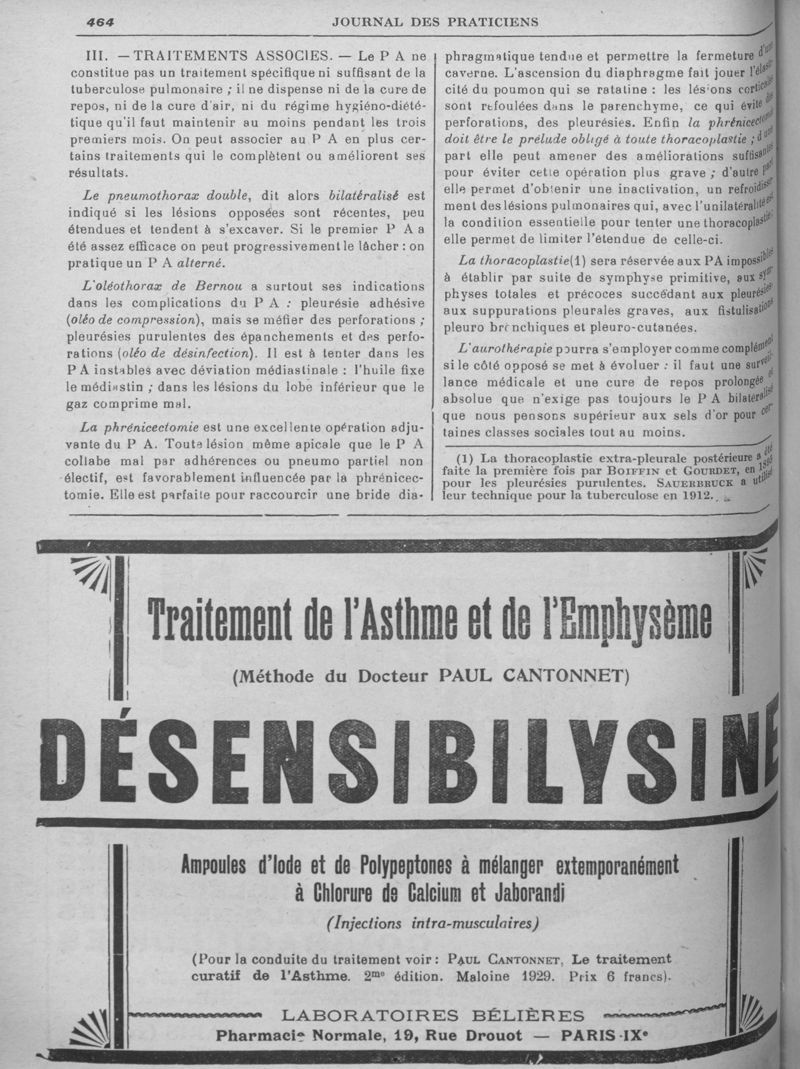 464
JOURNAL DES PRATICIENS
III. — TRAITEMENTS ASSOCIES. — Le P A ne
constitue pas un traitement spécifique ni suffisant de la
tuberculose pulmonaire ; il ne dispense ni de la cure de
repos, ni de la cure d'air, ni du régime hygiéno-diété-
tique qu'il faut maintenir au moins pendant les trois
premiers mois. On peut associer au P A en plus cer-
tains traitements qui le complètent ou améliorent ses
résultats.
Le pneumothorax double, dit alors bilatéralisé est
indiqué si les lésions opposées sont récentes, peu
étendues et tendent à s'excaver. Si le premier P A a
été assez efficace on peut progressivement le lâcher : on
pratique un P A alterné.
L'oléothorax de Bernou a surtout ses indications
dans les complications du P A : pleurésie adhésive
(oléo de compression), mais se méfier des perforations ;
pleurésies purulentes des épanchements et des perfo-
rations (oléo de désinfection). Il est à tenter dans les
P A instables avec déviation médiastinale : l'huile fixe
le médiastin ; dans les lésions du lobe inférieur que le
gaz comprime mal.
La phrénicectomie est une excellente opération adju-
vante du P A. Toute lésion même apicale que le P A
collabe mal par adhérences ou pneumo partiel non
électif, est favorablement influencée par la phrénicec-
tomie. Elle est parfaite pour raccourcir une bride dia-
phragmatique tendue et permettre la fermeture d'une
caverne. L'ascension du diaphragme fait jouer l'élasti-
cité du poumon qui se ratatine : les lésions corticales
sont refoulées dans le parenchyme, ce qui évite des
perforations, des pleurésies. Enfin la phrénicectomie
doit être le prélude obligé à toute thoracoplastie ; d'une
part elle peut amener des améliorations suffisantes
pour éviter cette opération plus grave ; d'autre part
elle permet d'obtenir une inactivation, un refroidisse-
ment des lésions pulmonaires qui, avec l'unilatéralité est
la condition essentielle pour tenter une thoracoplastie ;
elle permet de limiter l'étendue de celle-ci.
La thoracoplastie(1) sera réservée aux PA impossibles
à établir par suite de symphyse primitive, aux sym-
physes totales et précoces succédant aux pleurésies
aux suppurations pleurales graves, aux fistulisations
pleuro bronchiques et pleuro-cutanées.
L'aurothérapie pourra s'employer comme complément
si le côté opposé se met à évoluer : il faut une surveil-
lance médicale et une cure de repos prolongée et
absolue que n'exige pas toujours le P A bilatéralisé
que nous pensons supérieur aux sels d'or pour cer-
taines classes sociales tout au moins.
(1) La thoracoplastie extra-pleurale postérieure a été
faite la première fois par BOIFFIN et GOURDET, en 1895
pour les pleurésies purulentes. SAUERBRUCK a utilisé
leur technique pour la tuberculose en 1912.
Traitement de l'Asthme et de l'Emphysème
(Méthode du Docteur PAUL CANTONNET)
DÉSENSIBILYSINE
Ampoules d'Iode et de Polypeptones à mélanger extemporanément
à Chlorure de Calcium et Jaborandi
(Injections intra-musculaires)
(Pour la conduite du traitement voir : PAUL CANTONNET, Le traitement
curatif de l'Asthme. 2me édition. Maloine 1929. Prix 6 francs).
LABORATOIRES BÉLIÈRES
Pharmacie Normale, 19, Rue Drouot — PARIS-IXe